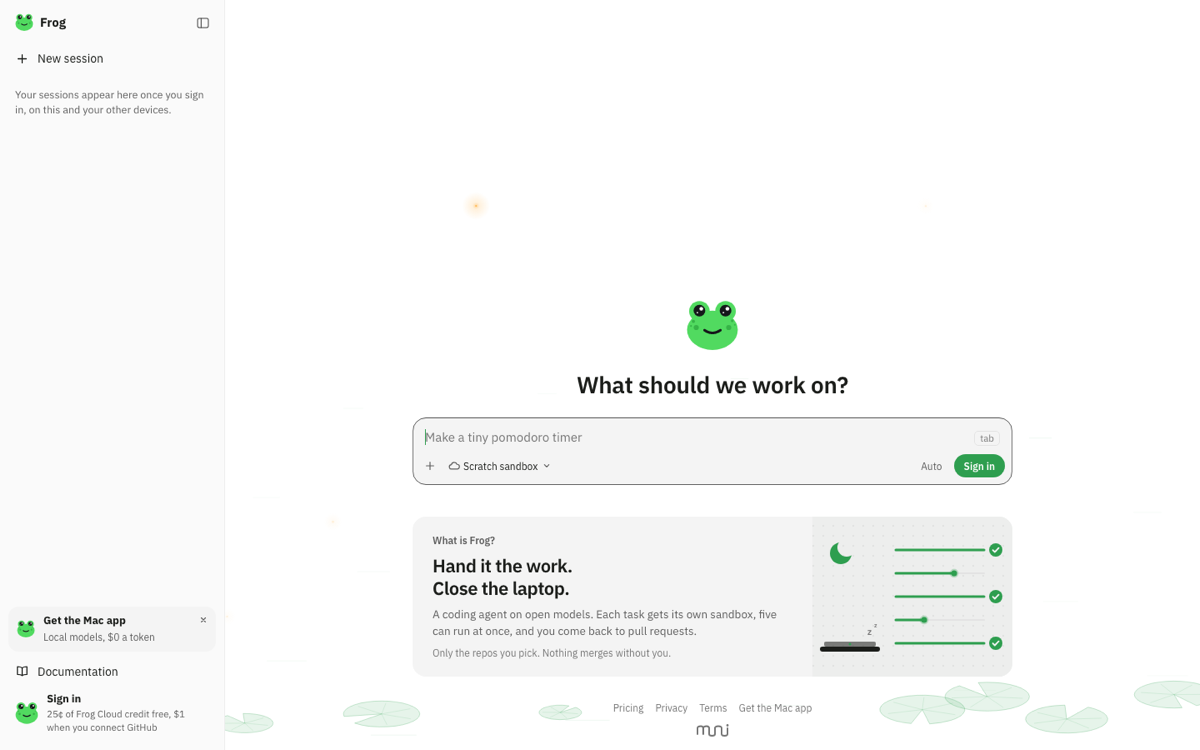 Frog
New session
Your sessions appear here once you sign
in, on this and your other devices.
What should we work on?
Make a tiny pomodoro timer
tab
Scratch sandbox
Auto
Sign in
What is Frog?
Hand it the work.
Close the laptop.
A coding agent on open models. Each task gets its own sandbox, five
can run at once, and you come back to pull requests.
Only the repos you pick. Nothing merges without you.
z
z
Get the Mac app
Local models, $0 a token
Documentation
Sign in
25¢ of Frog Cloud credit free, $1
when you connect GitHub
Pricing
Privacy
Terms
Get the Mac app
muni